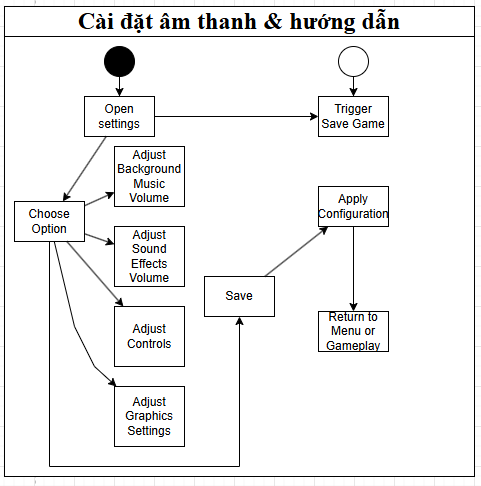 Cài đặt âm thanh & hướng dẫn
Open
settings
Trigger
Save Game
Adjust
Background
Music
Volume
Choose
Option
Apply
Configuration
Adjust
Sound
Effects
Volume
Save
Adjust
Controls
Return to
Menu or
Gameplay
Adjust
Graphics
Settings